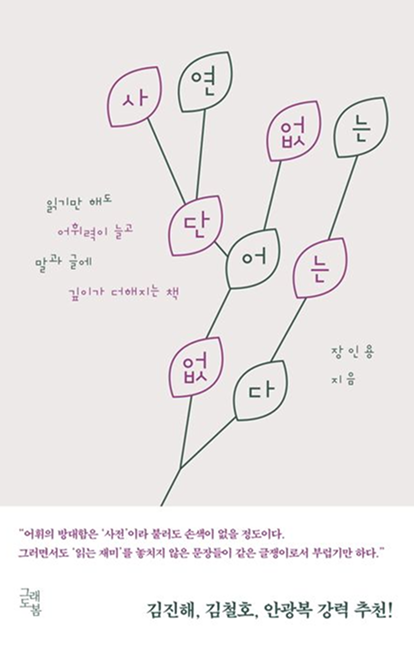 사연 없는
단어는
없다
읽기만 해도
어휘력이 늘고
말과 글에
깊이가 더해지는 책
장인용
지음
“어휘의 방대함은 ‘사전’이라 불러도 손색이 없을 정도이다.
그러면서도 ‘읽는 재미’를 놓치지 않은 문장들이 같은 글쟁이로서 부럽기만 하다.”
그래
도봄
김진해, 김철호, 안광복 강력 추천!